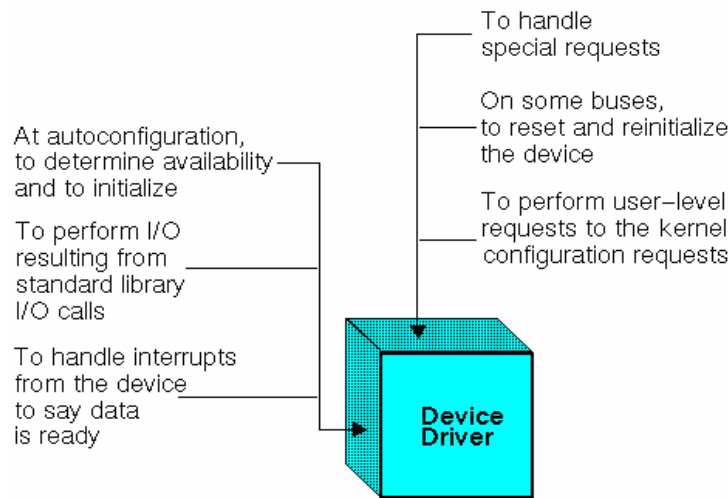 To handle
special requests
On some buses,
to reset and reinitialize
the device
To perform user-level
requests to the kernel
configuration requests
At autoconfiguration,
to determine availability
and to initialize
To perform I/O
resulting from
standard library
I/O calls
To handle interrupts
from the device
to say data
is ready
Device
Driver